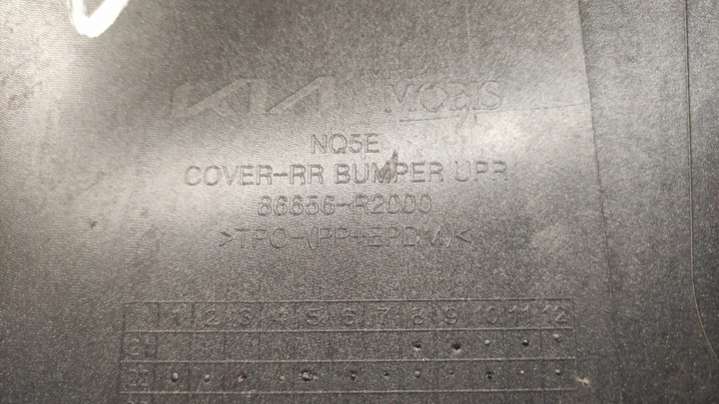 KIA MOBIS
NQ5E
COVER-RR BUMPER UPR
86656-R2000
>TPO-(PP+EPDM)<
1 2 3 4 5 6 7 8 9 10 11 12